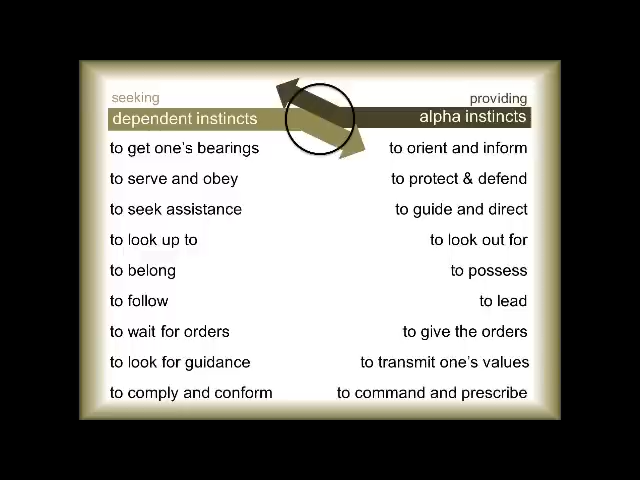 seeking providing
dependent instincts alpha instincts
to get one's bearings to orient and inform
to serve and obey to protect & defend
to seek assistance to guide and direct
to look up to to look out for
to belong to possess
to follow to lead
to wait for orders to give the orders
to look for guidance to transmit one's values
to comply and conform to command and prescribe